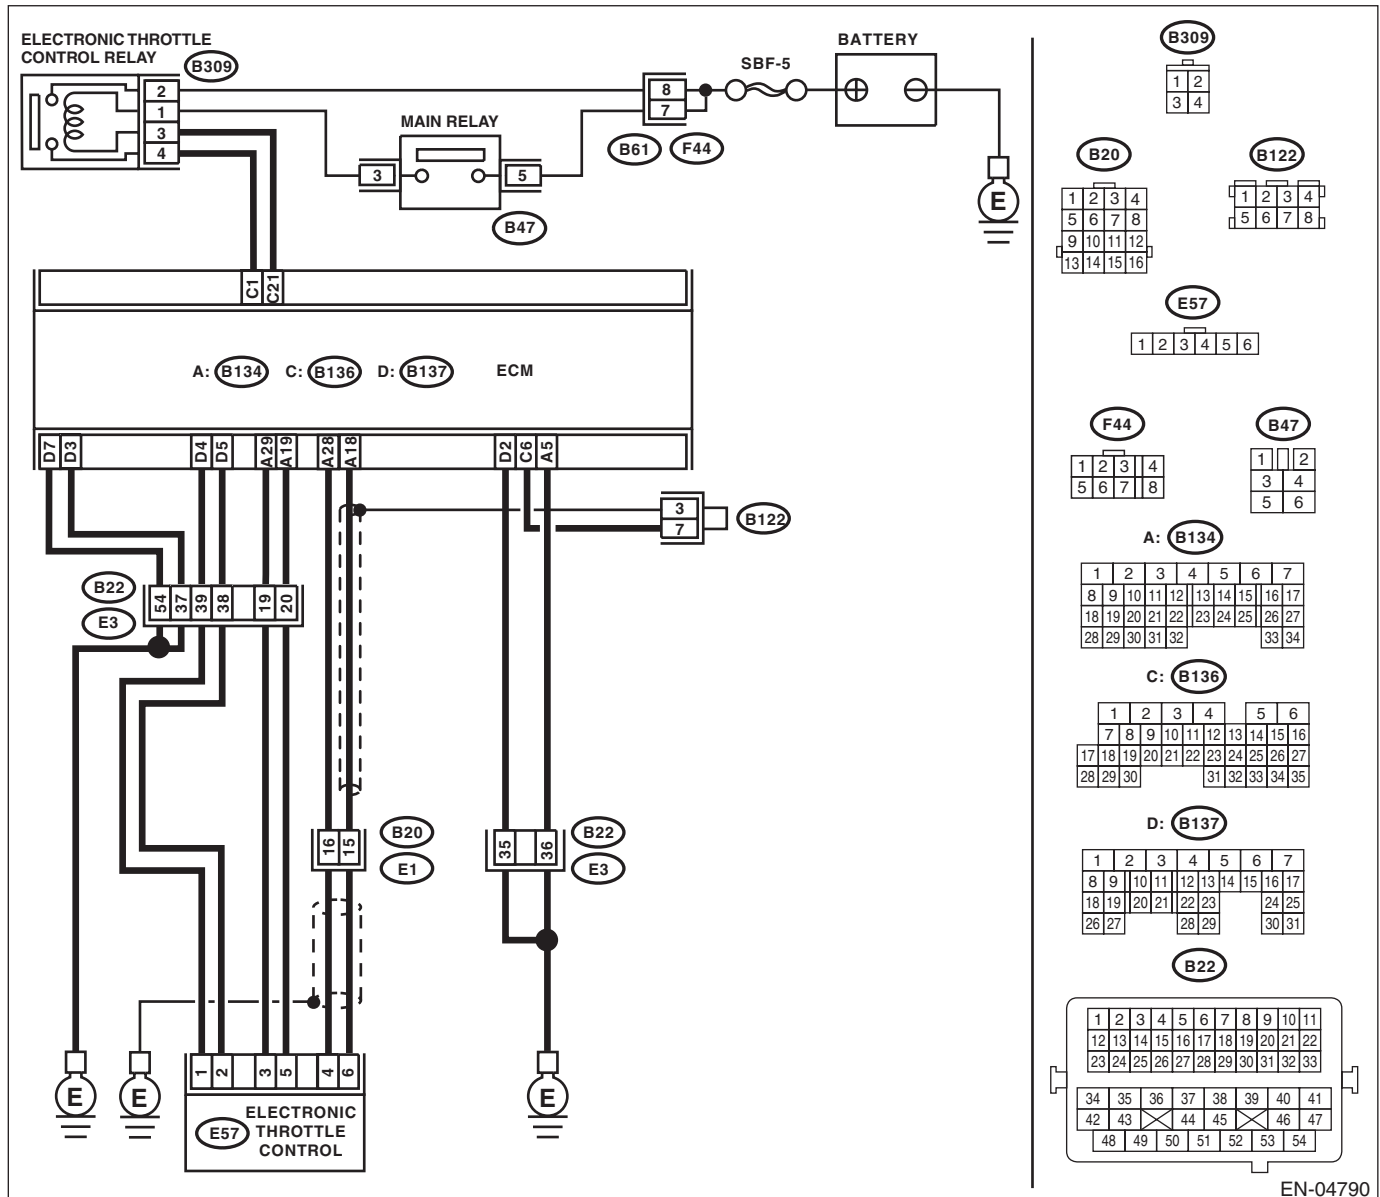 ELECTRONIC THROTTLE
CONTROL RELAY
B309
2
1
3
4
MAIN RELAY
3
5
B47
8
7
B61
F44
SBF-5
BATTERY
E
C1
C21
A: B134 C: B136 D: B137 ECM
D7
D3
D4
D5
A29
A19
A28
A18
D2
C6
A5
3
7
B122
B22
E3
54
37
39
38
19
20
16
15
B20
E1
35
36
B22
E3
E
E
E
1
2
3
5
4
6
E57
ELECTRONIC
THROTTLE
CONTROL
B309
1 2
3 4
B20
1 2 3 4
5 6 7 8
9 10 11 12
13 14 15 16
B122
1 2 3 4
5 6 7 8
E57
1 2 3 4 5 6
F44
1 2 3 4
5 6 7 8
B47
1 2
3 4
5 6
A: B134
1 2 3 4 5 6 7
8 9 10 11 12 13 14 15 16 17
18 19 20 21 22 23 24 25 26 27
28 29 30 31 32 33 34
C: B136
1 2 3 4 5 6
7 8 9 10 11 12 13 14 15 16
17 18 19 20 21 22 23 24 25 26 27
28 29 30 31 32 33 34 35
D: B137
1 2 3 4 5 6 7
8 9 10 11 12 13 14 15 16 17
18 19 20 21 22 23 24 25
26 27 28 29 30 31
B22
1 2 3 4 5 6 7 8 9 10 11
12 13 14 15 16 17 18 19 20 21 22
23 24 25 26 27 28 29 30 31 32 33
34 35 36 37 38 39 40 41
42 43 44 45 46 47
48 49 50 51 52 53 54
EN-04790